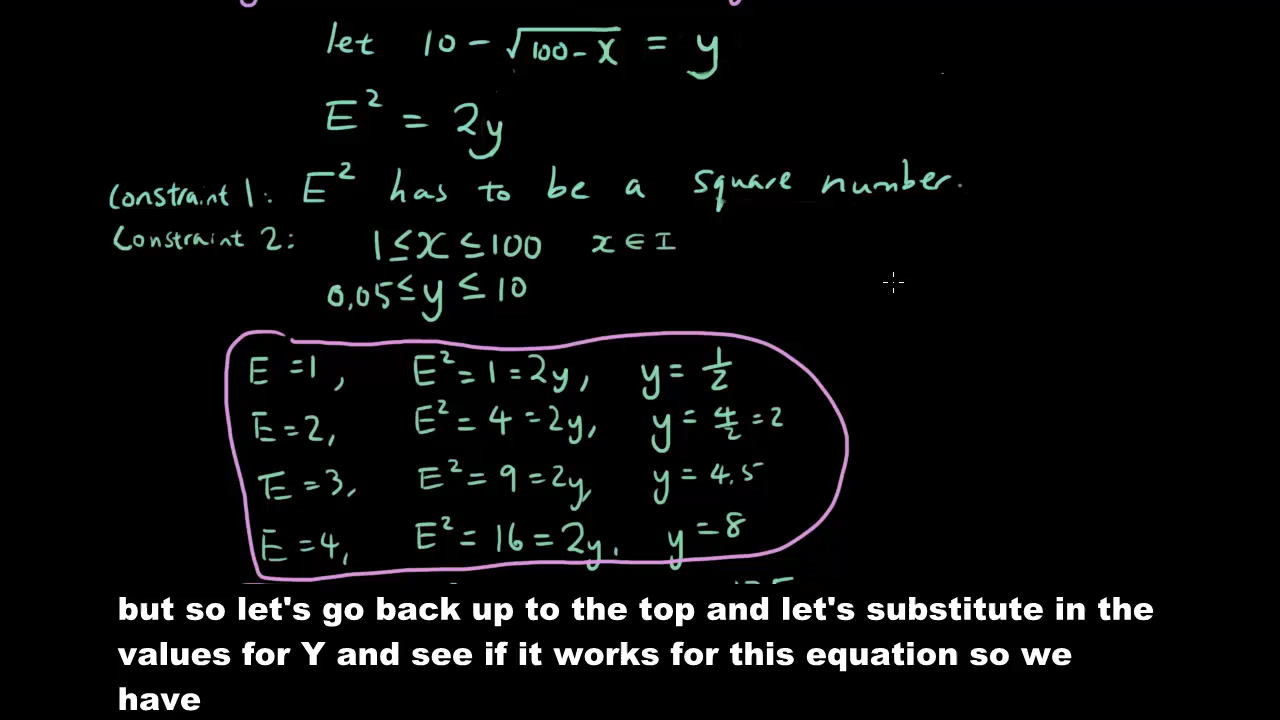 let 10 - √(100 - x) = y
E² = 2y
Constraint 1: E² has to be a square number.
Constraint 2: 1 ≤ x ≤ 100 x ∈ I
0.05 ≤ y ≤ 10
E = 1, E² = 1 = 2y, y = 1/2
E = 2, E² = 4 = 2y, y = 4/2 = 2
E = 3, E² = 9 = 2y, y = 4.5
E = 4, E² = 16 = 2y. y = 8
but so let's go back up to the top and let's substitute in the
values for Y and see if it works for this equation so we
have